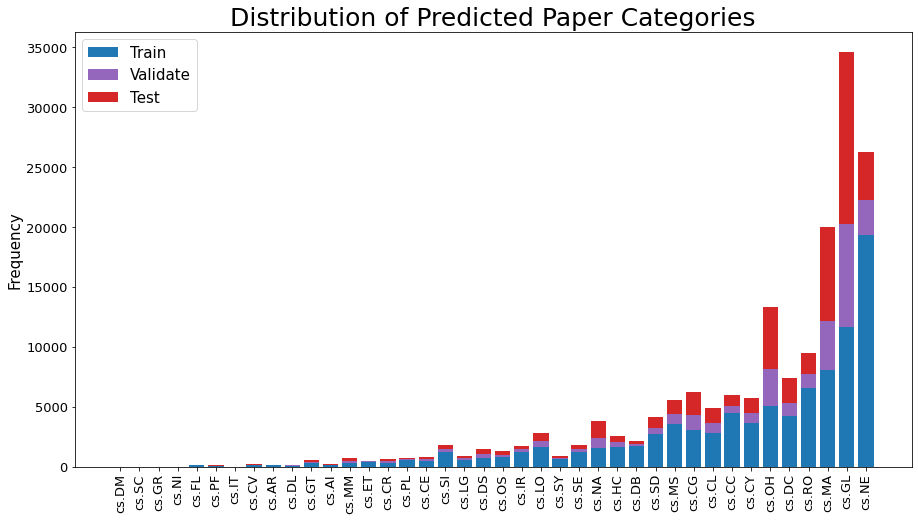 Distribution of Predicted Paper Categories
Train
Validate
Test
Frequency
35000
30000
25000
20000
15000
10000
5000
0
cs.DM
cs.SC
cs.GR
cs.NI
cs.FL
cs.PF
cs.IT
cs.CV
cs.AR
cs.DL
cs.GT
cs.AI
cs.MM
cs.ET
cs.CR
cs.PL
cs.CE
cs.SI
cs.LG
cs.DS
cs.OS
cs.IR
cs.LO
cs.SY
cs.SE
cs.NA
cs.HC
cs.DB
cs.SD
cs.MS
cs.CG
cs.CL
cs.CC
cs.CY
cs.OH
cs.DC
cs.RO
cs.MA
cs.GL
cs.NE